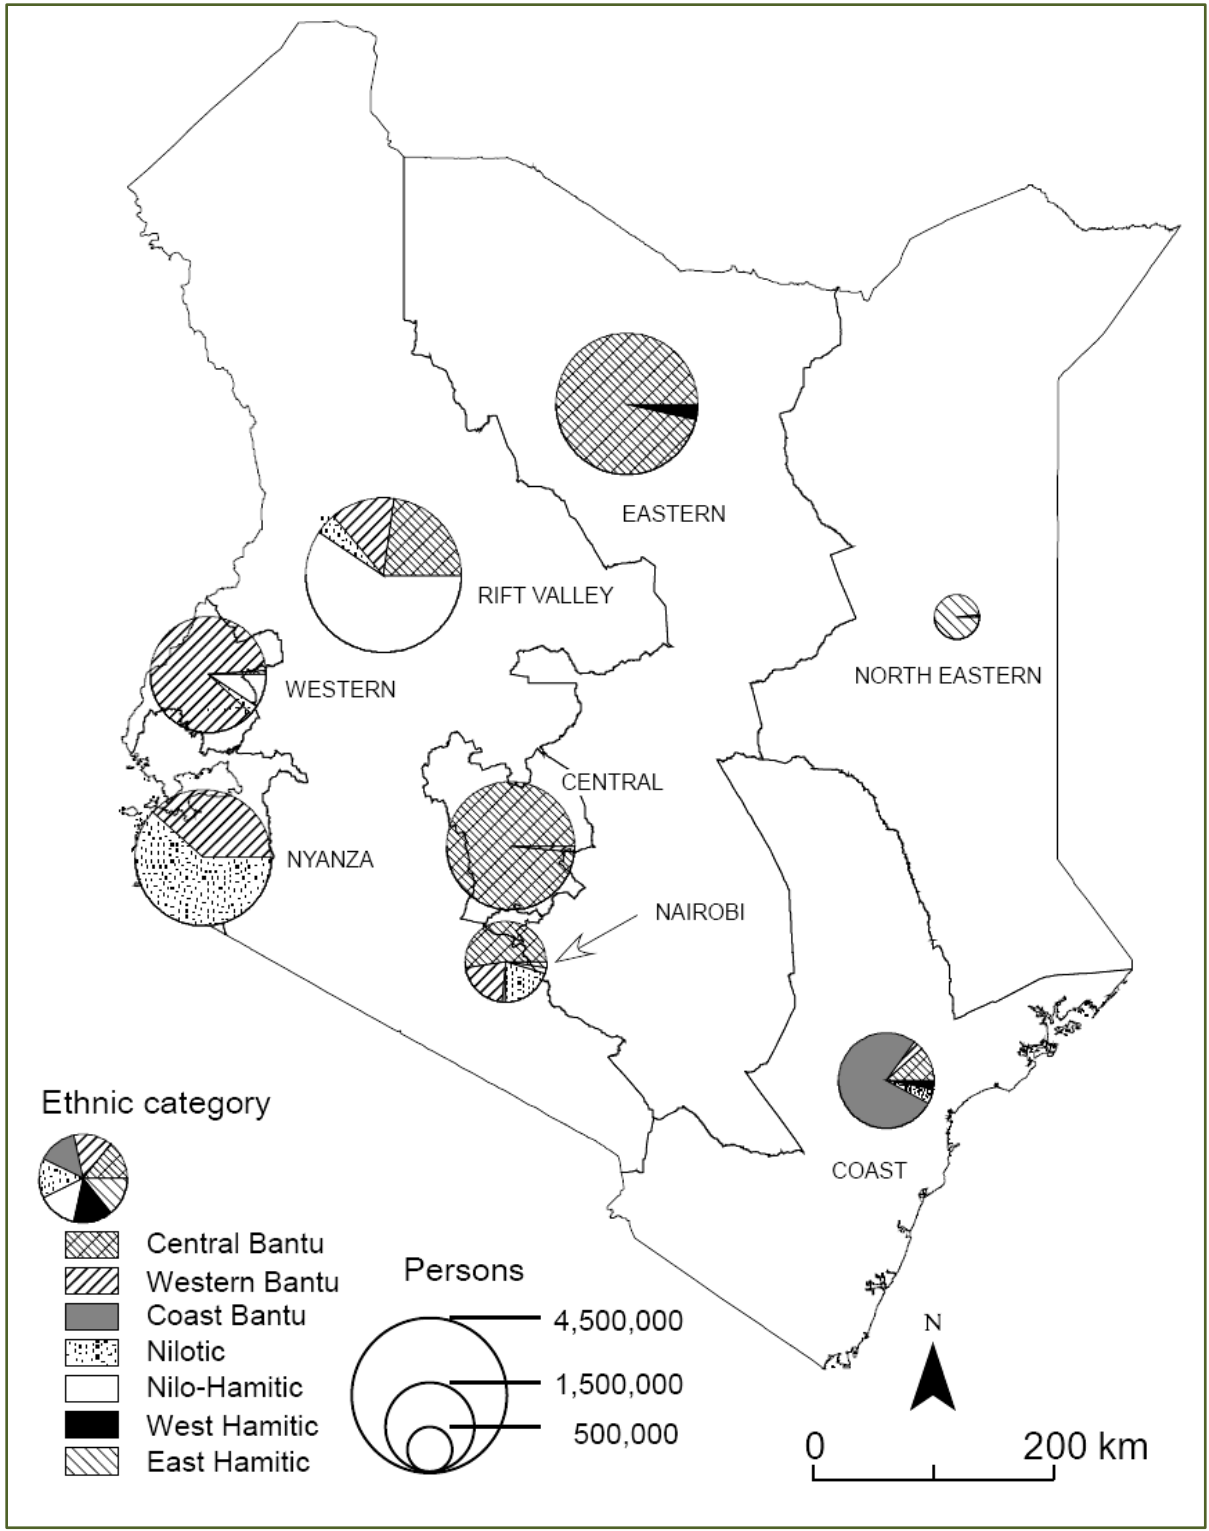 EASTERN
RIFT VALLEY
NORTH EASTERN
WESTERN
CENTRAL
NYANZA
NAIROBI
COAST
Ethnic category
Central Bantu
Western Bantu
Coast Bantu
Nilotic
Nilo-Hamitic
West Hamitic
East Hamitic
Persons
4,500,000
1,500,000
500,000
N
0 200 km